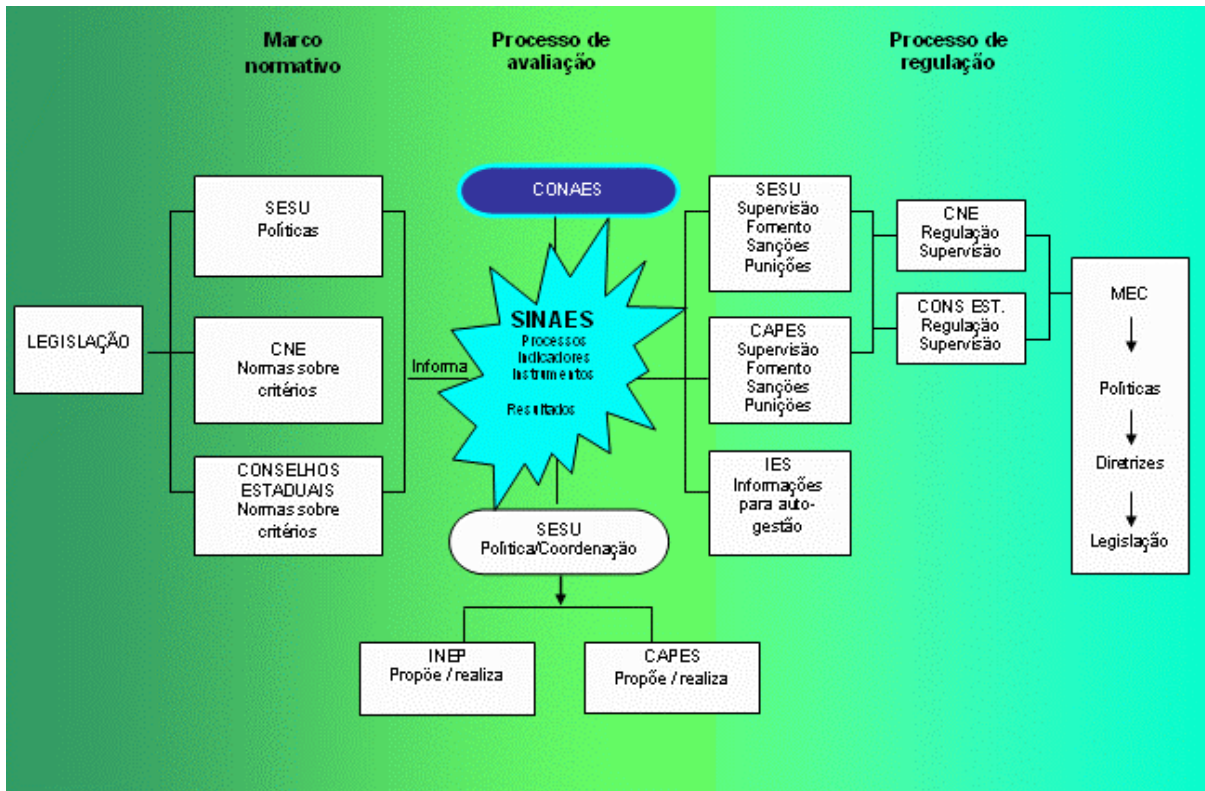 Marco
normativo
Processo de
avaliação
Processo de
regulação
LEGISLAÇÃO
SESU
Políticas
CNE
Normas sobre
critérios
CONSELHOS
ESTADUAIS
Normas sobre
critérios
Informa
CONAES
SINAES
Processos
Indicadores
Instrumentos
Resultados
SESU
Política/Coordenação
INEP
Propõe / realiza
CAPES
Propõe / realiza
SESU
Supervisão
Fomento
Sanções
Punições
CAPES
Supervisão
Fomento
Sanções
Punições
IES
Informações
para auto-
gestão
CNE
Regulação
Supervisão
CONS EST.
Regulação
Supervisão
MEC
Políticas
Diretrizes
Legislação